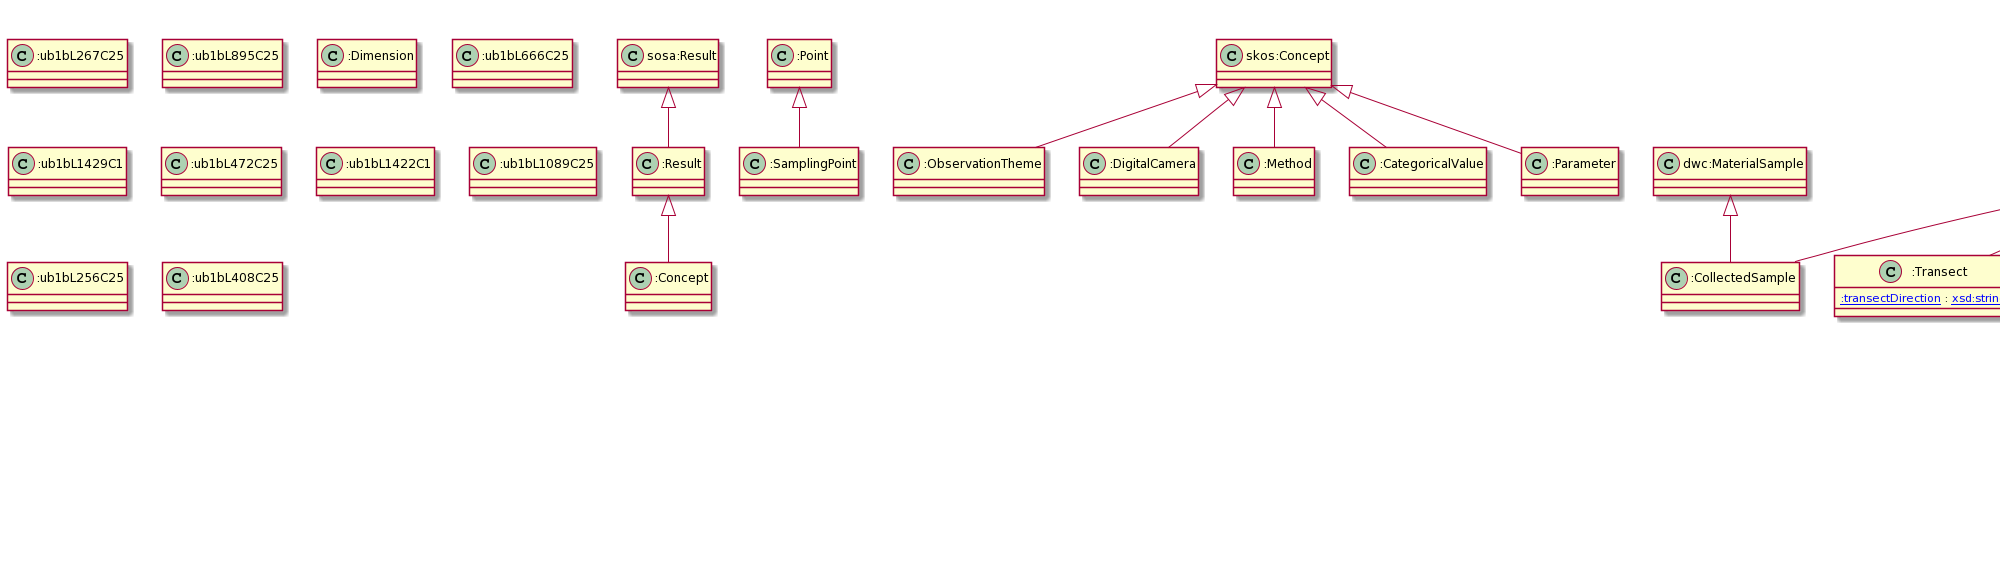 C :ub1bL267C25
C :ub1bL895C25
C :Dimension
C :ub1bL666C25
C sosa:Result
C :Point
C skos:Concept
C :ub1bL1429C1
C :ub1bL472C25
C :ub1bL1422C1
C :ub1bL1089C25
C :Result
C :SamplingPoint
C :ObservationTheme
C :DigitalCamera
C :Method
C :CategoricalValue
C :Parameter
C dwc:MaterialSample
C :ub1bL256C25
C :ub1bL408C25
C :Concept
C :CollectedSample
C :Transect
:transectDirection : xsd:strin